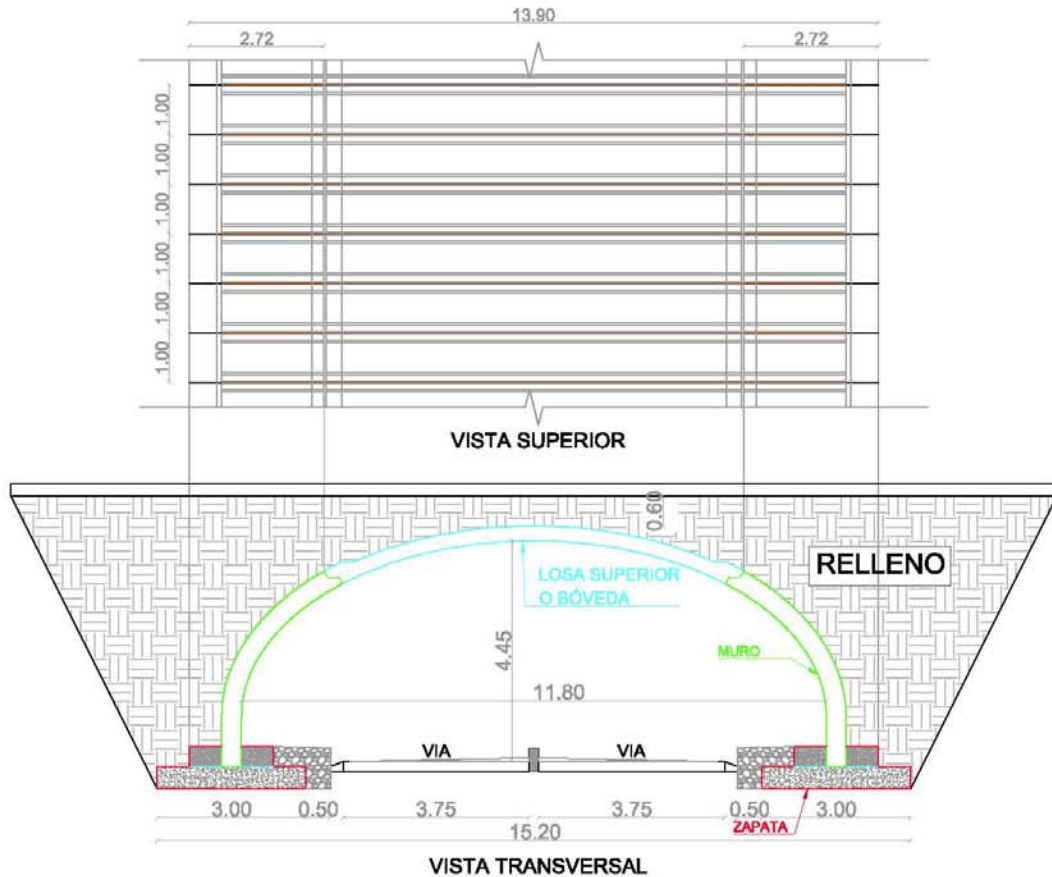 13.90
2.72
2.72
1.00
1.00
1.00
1.00
1.00
1.00
VISTA SUPERIOR
0.60
RELLENO
LOSA SUPERIOR
O BÓVEDA
4.45
MURO
11.80
VIA
VIA
3.00
0.50
3.75
3.75
0.50
3.00
ZAPATA
15.20
VISTA TRANSVERSAL